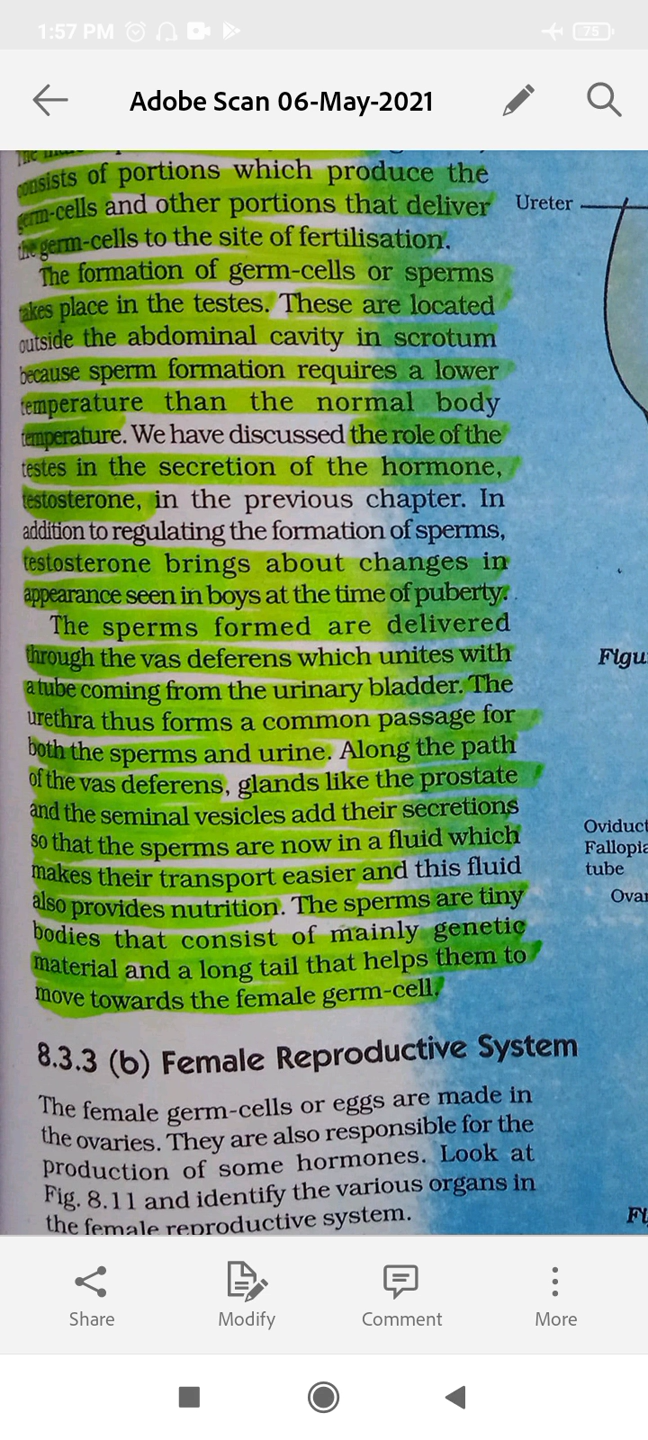 1:57 PM
75
Adobe Scan 06-May-2021
consists of portions which produce the
germ-cells and other portions that deliver
the germ-cells to the site of fertilisation.
The formation of germ-cells or sperms
takes place in the testes. These are located
outside the abdominal cavity in scrotum
because sperm formation requires a lower
temperature than the normal body
temperature. We have discussed the role of the
testes in the secretion of the hormone,
testosterone, in the previous chapter. In
addition to regulating the formation of sperms,
testosterone brings about changes in
appearance seen in boys at the time of puberty.
The sperms formed are delivered
through the vas deferens which unites with
a tube coming from the urinary bladder. The
urethra thus forms a common passage for
both the sperms and urine. Along the path
of the vas deferens, glands like the prostate
and the seminal vesicles add their secretions
so that the sperms are now in a fluid which
makes their transport easier and this fluid
also provides nutrition. The sperms are tiny
bodies that consist of mainly genetic
material and a long tail that helps them to
move towards the female germ-cell.
8.3.3 (b) Female Reproductive System
The female germ-cells or eggs are made in
the ovaries. They are also responsible for the
production of some hormones. Look at
Fig. 8.11 and identify the various organs in
the female reproductive system.
Ureter
Figu
Oviduct
Fallopia
tube
Ovar
Share
Modify
Comment
More